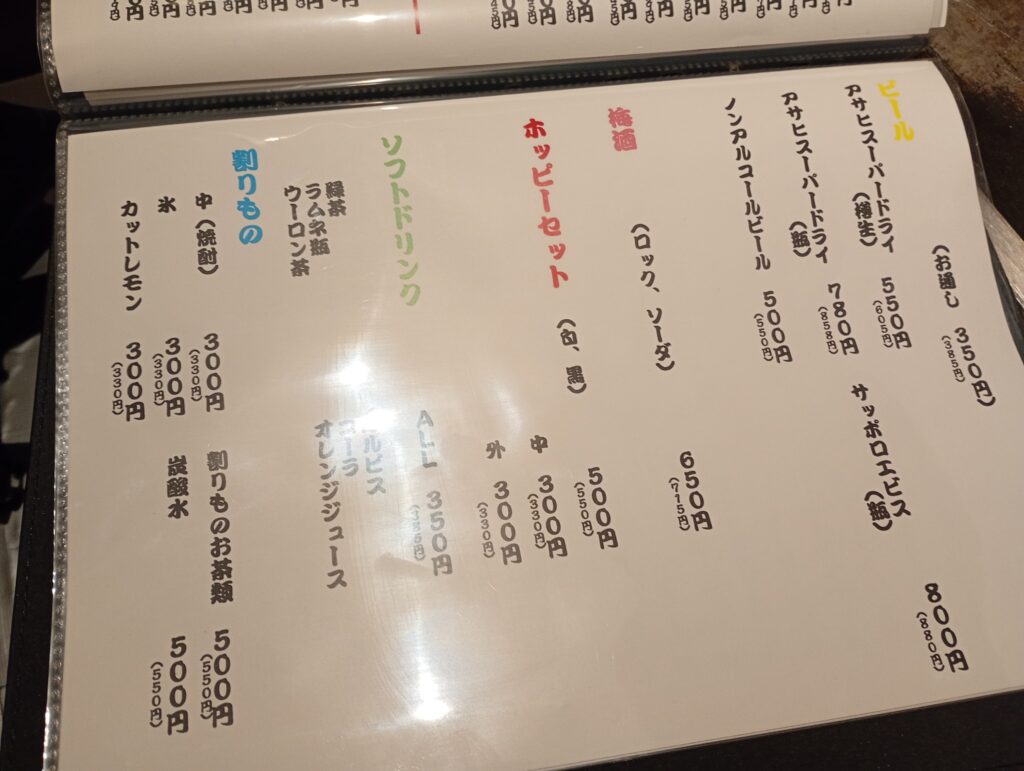 (お通し 350円)
(385円)
ビール
アサヒスーパードライ
(樽生)
550円
(605円)
サッポロエビス
(瓶)
800円
(880円)
アサヒスーパードライ
(瓶)
780円
(858円)
ノンアルコールビール
500円
(550円)
梅酒
(ロック、ソーダ)
650円
(715円)
ホッピーセット
(白、黒)
500円
(550円)
中
300円
(330円)
外
300円
(330円)
ソフトドリンク
ALL 350円
緑茶
ラムネ瓶
コーラ
ウーロン茶
オレンジジュース
割りもの
中(焼酎)
300円
(330円)
割りものお茶類
500円
(550円)
氷
300円
(330円)
炭酸水
500円
(550円)
カットレモン
300円
(330円)